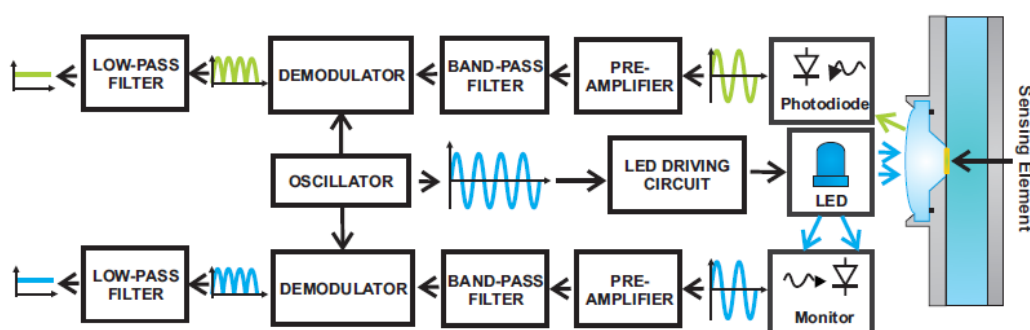 LOW-PASS
FILTER
DEMODULATOR
BAND-PASS
FILTER
PRE-
AMPLIFIER
Photodiode
OSCILLATOR
LED DRIVING
CIRCUIT
LED
Sensing Element
LOW-PASS
FILTER
DEMODULATOR
BAND-PASS
FILTER
PRE-
AMPLIFIER
Monitor